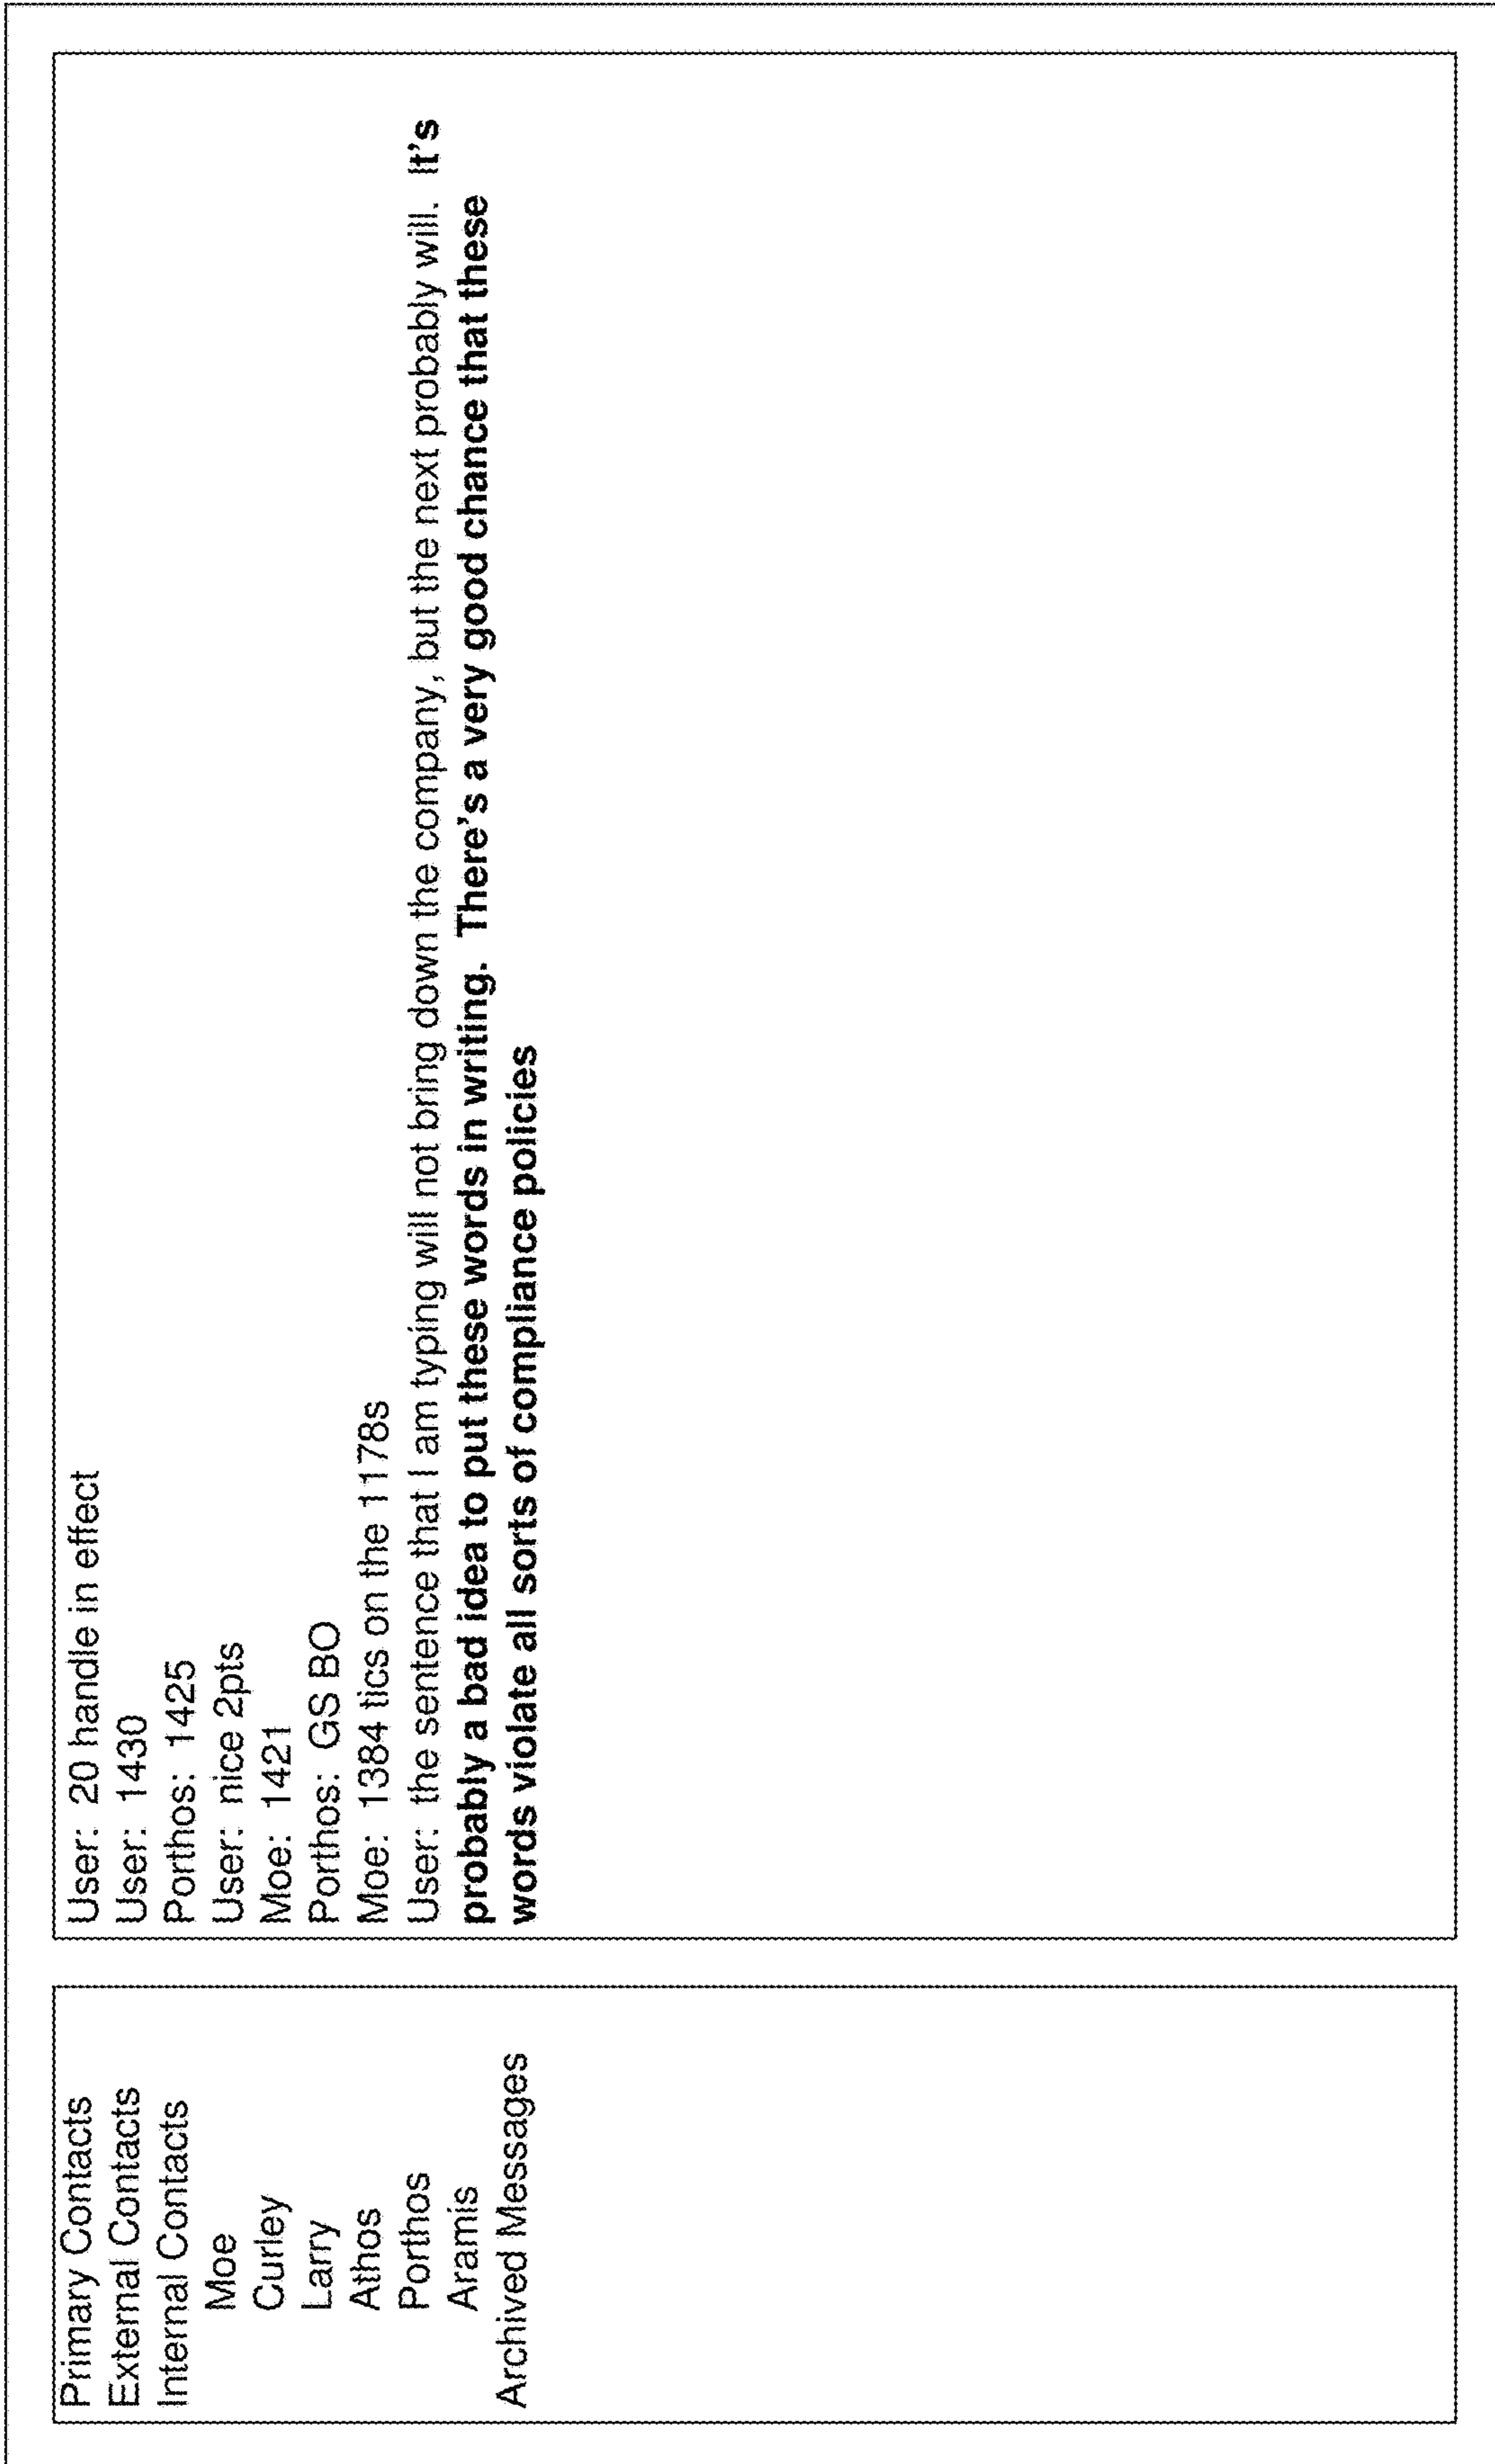 Primary Contacts
External Contacts
Internal Contacts
Moe
Curley
Larry
Athos
Porthos
Aramis
Archived Messages
User: 20 handle in effect
User: 1430
Porthos: 1425
User: nice 2pts
Moe: 1421
Porthos: GS BO
Moe: 1384 tics on the 1178s
User: the sentence that I am typing will not bring down the company, but the next probably will. It's
probably a bad idea to put these words in writing. There's a very good chance that these
words violate all sorts of compliance policies